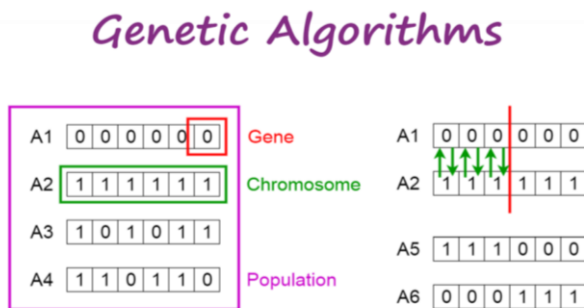 Genetic Algorithms
A1 0 0 0 0 0 0 Gene
A2 1 1 1 1 1 1 Chromosome
A3 1 0 1 0 1 1
A4 1 1 0 1 1 0 Population
A1 0 0 0 0 0 0
A2 1 1 1 1 1 1
A5 1 1 1 0 0 0
A6 0 0 0 1 1 1